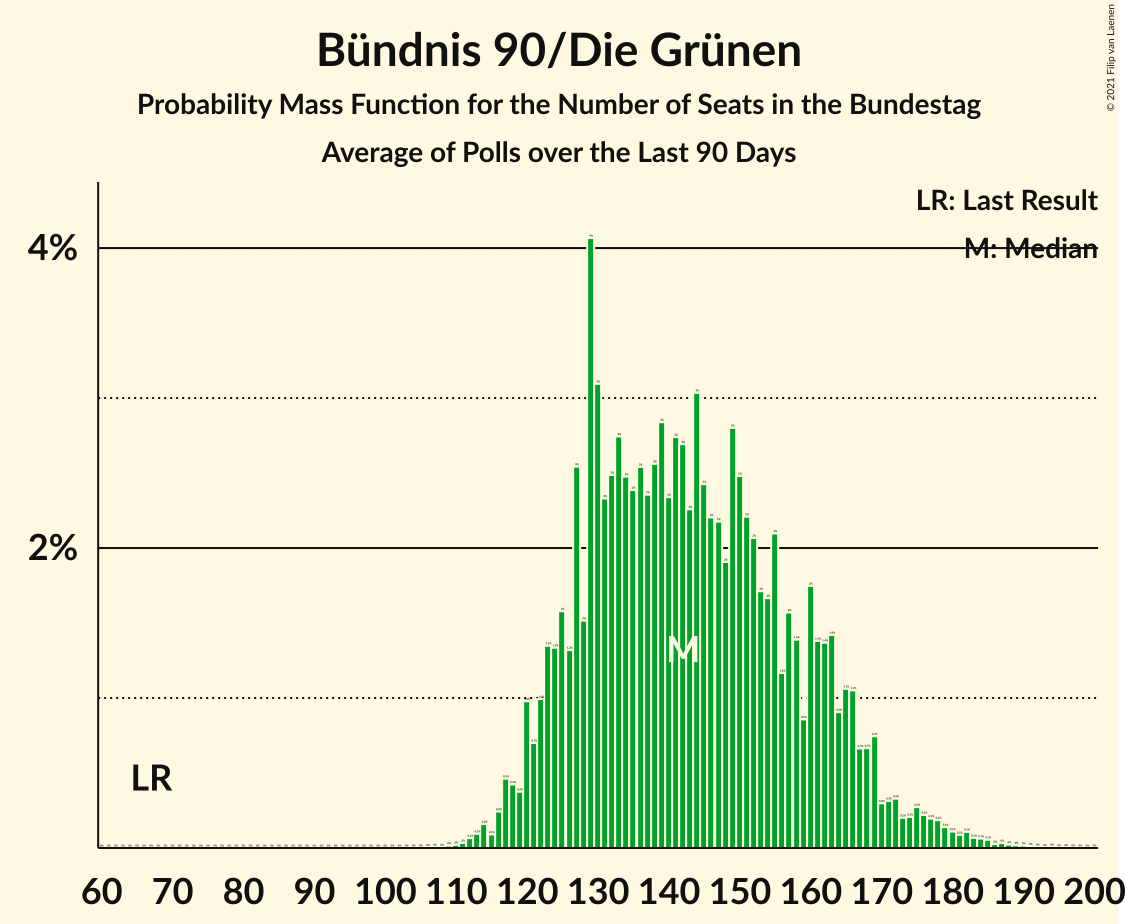 Bündnis 90/Die Grünen
Probability Mass Function for the Number of Seats in the Bundestag
Average of Polls over the Last 90 Days
© 2021 Filip van Laenen
LR: Last Result
M: Median
4%
2%
M
LR
60 70 80 90 100 110 120 130 140 150 160 170 180 190 200